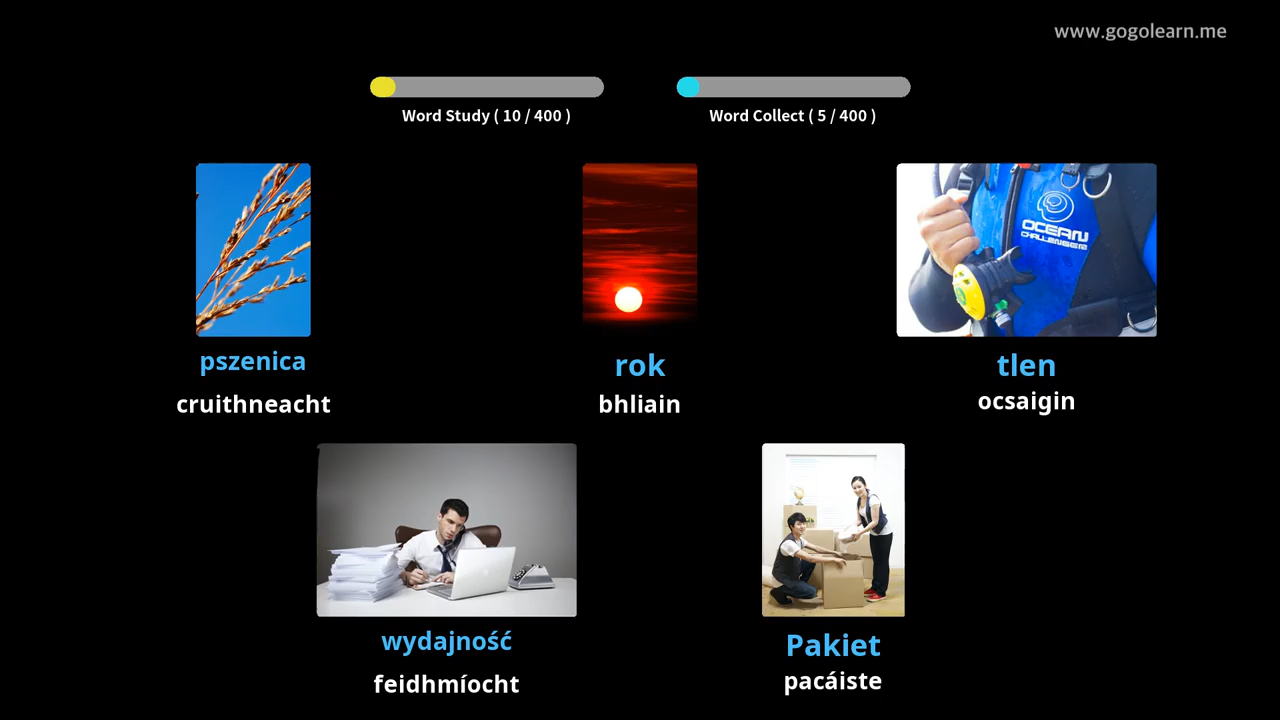 www.gogolearn.me
Word Study ( 10 / 400 )
Word Collect ( 5 / 400 )
OCEAN
CHALLENGER
pszenica
cruithneacht
rok
bhliain
tlen
ocsaigin
wydajność
feidhmíocht
Pakiet
pacáiste